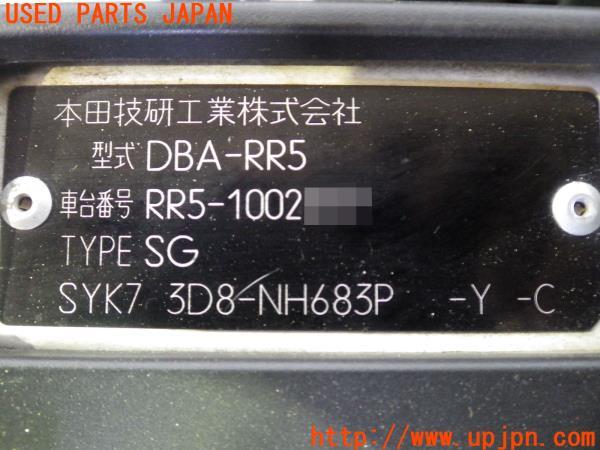 USED PARTS JAPAN
本田技研工業株式会社
型式 DBA-RR5
車台番号 RR5-1002
TYPE SG
SYK7 3D8-NH683P -Y -C
http://www.upjpn.com/